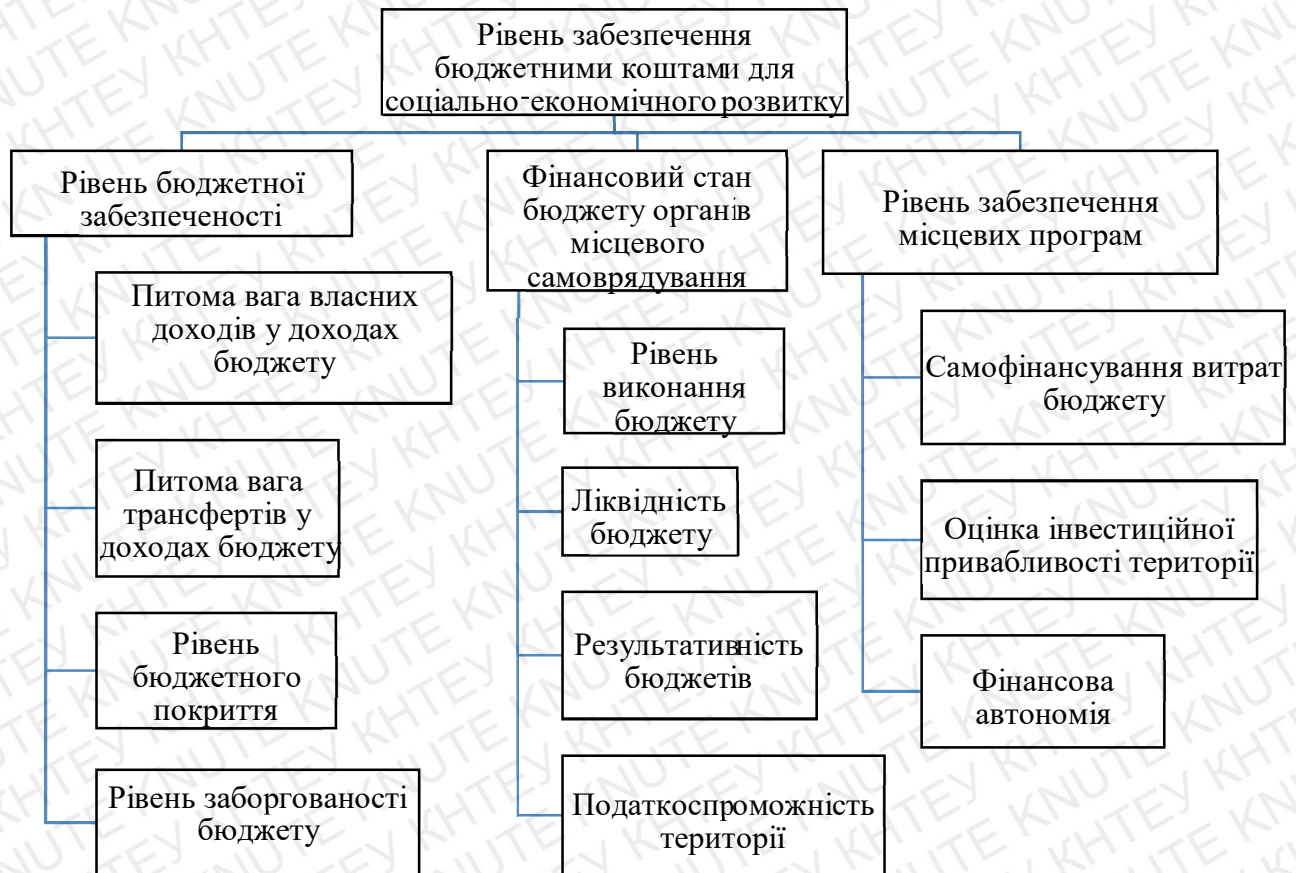 Рівень забезпечення
бюджетними коштами для
соціально-економічного розвитку
Рівень бюджетної
забезпеченості
Питома вага власних
доходів у доходах
бюджету
Питома вага
трансфертів у
доходах бюджету
Рівень
бюджетного
покриття
Рівень заборгованості
бюджету
Фінансовий стан
бюджету органів
місцевого
самоврядування
Рівень
виконання
бюджету
Ліквідність
бюджету
Результативність
бюджетів
Податкоспроможність
території
Рівень забезпечення
місцевих програм
Самофінансування витрат
бюджету
Оцінка інвестиційної
привабливості території
Фінансова
автономія